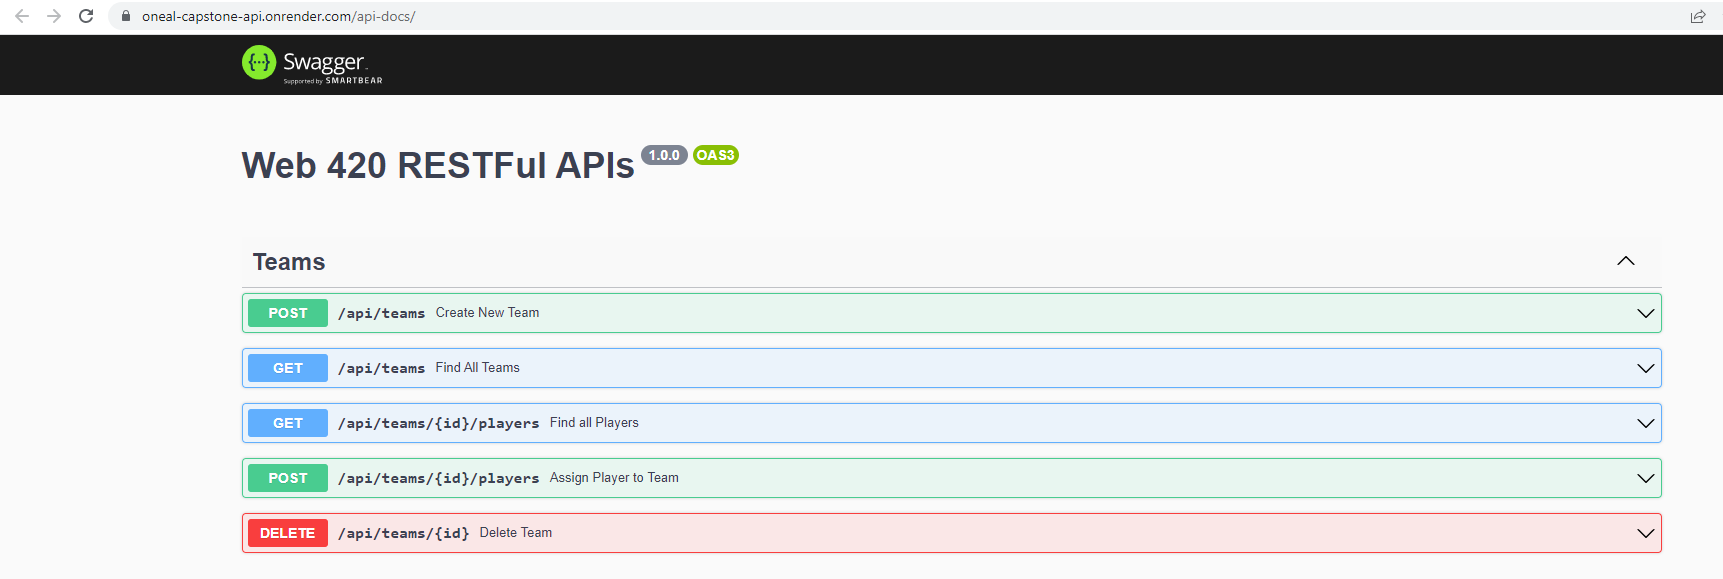 oneal-capstone-api.onrender.com/api-docs/
{···} Swagger
Supported by SMARTBEAR
Web 420 RESTFul APIs 1.0.0 OAS3
Teams
POST /api/teams Create New Team
GET /api/teams Find All Teams
GET /api/teams/{id}/players Find all Players
POST /api/teams/{id}/players Assign Player to Team
DELETE /api/teams/{id} Delete Team